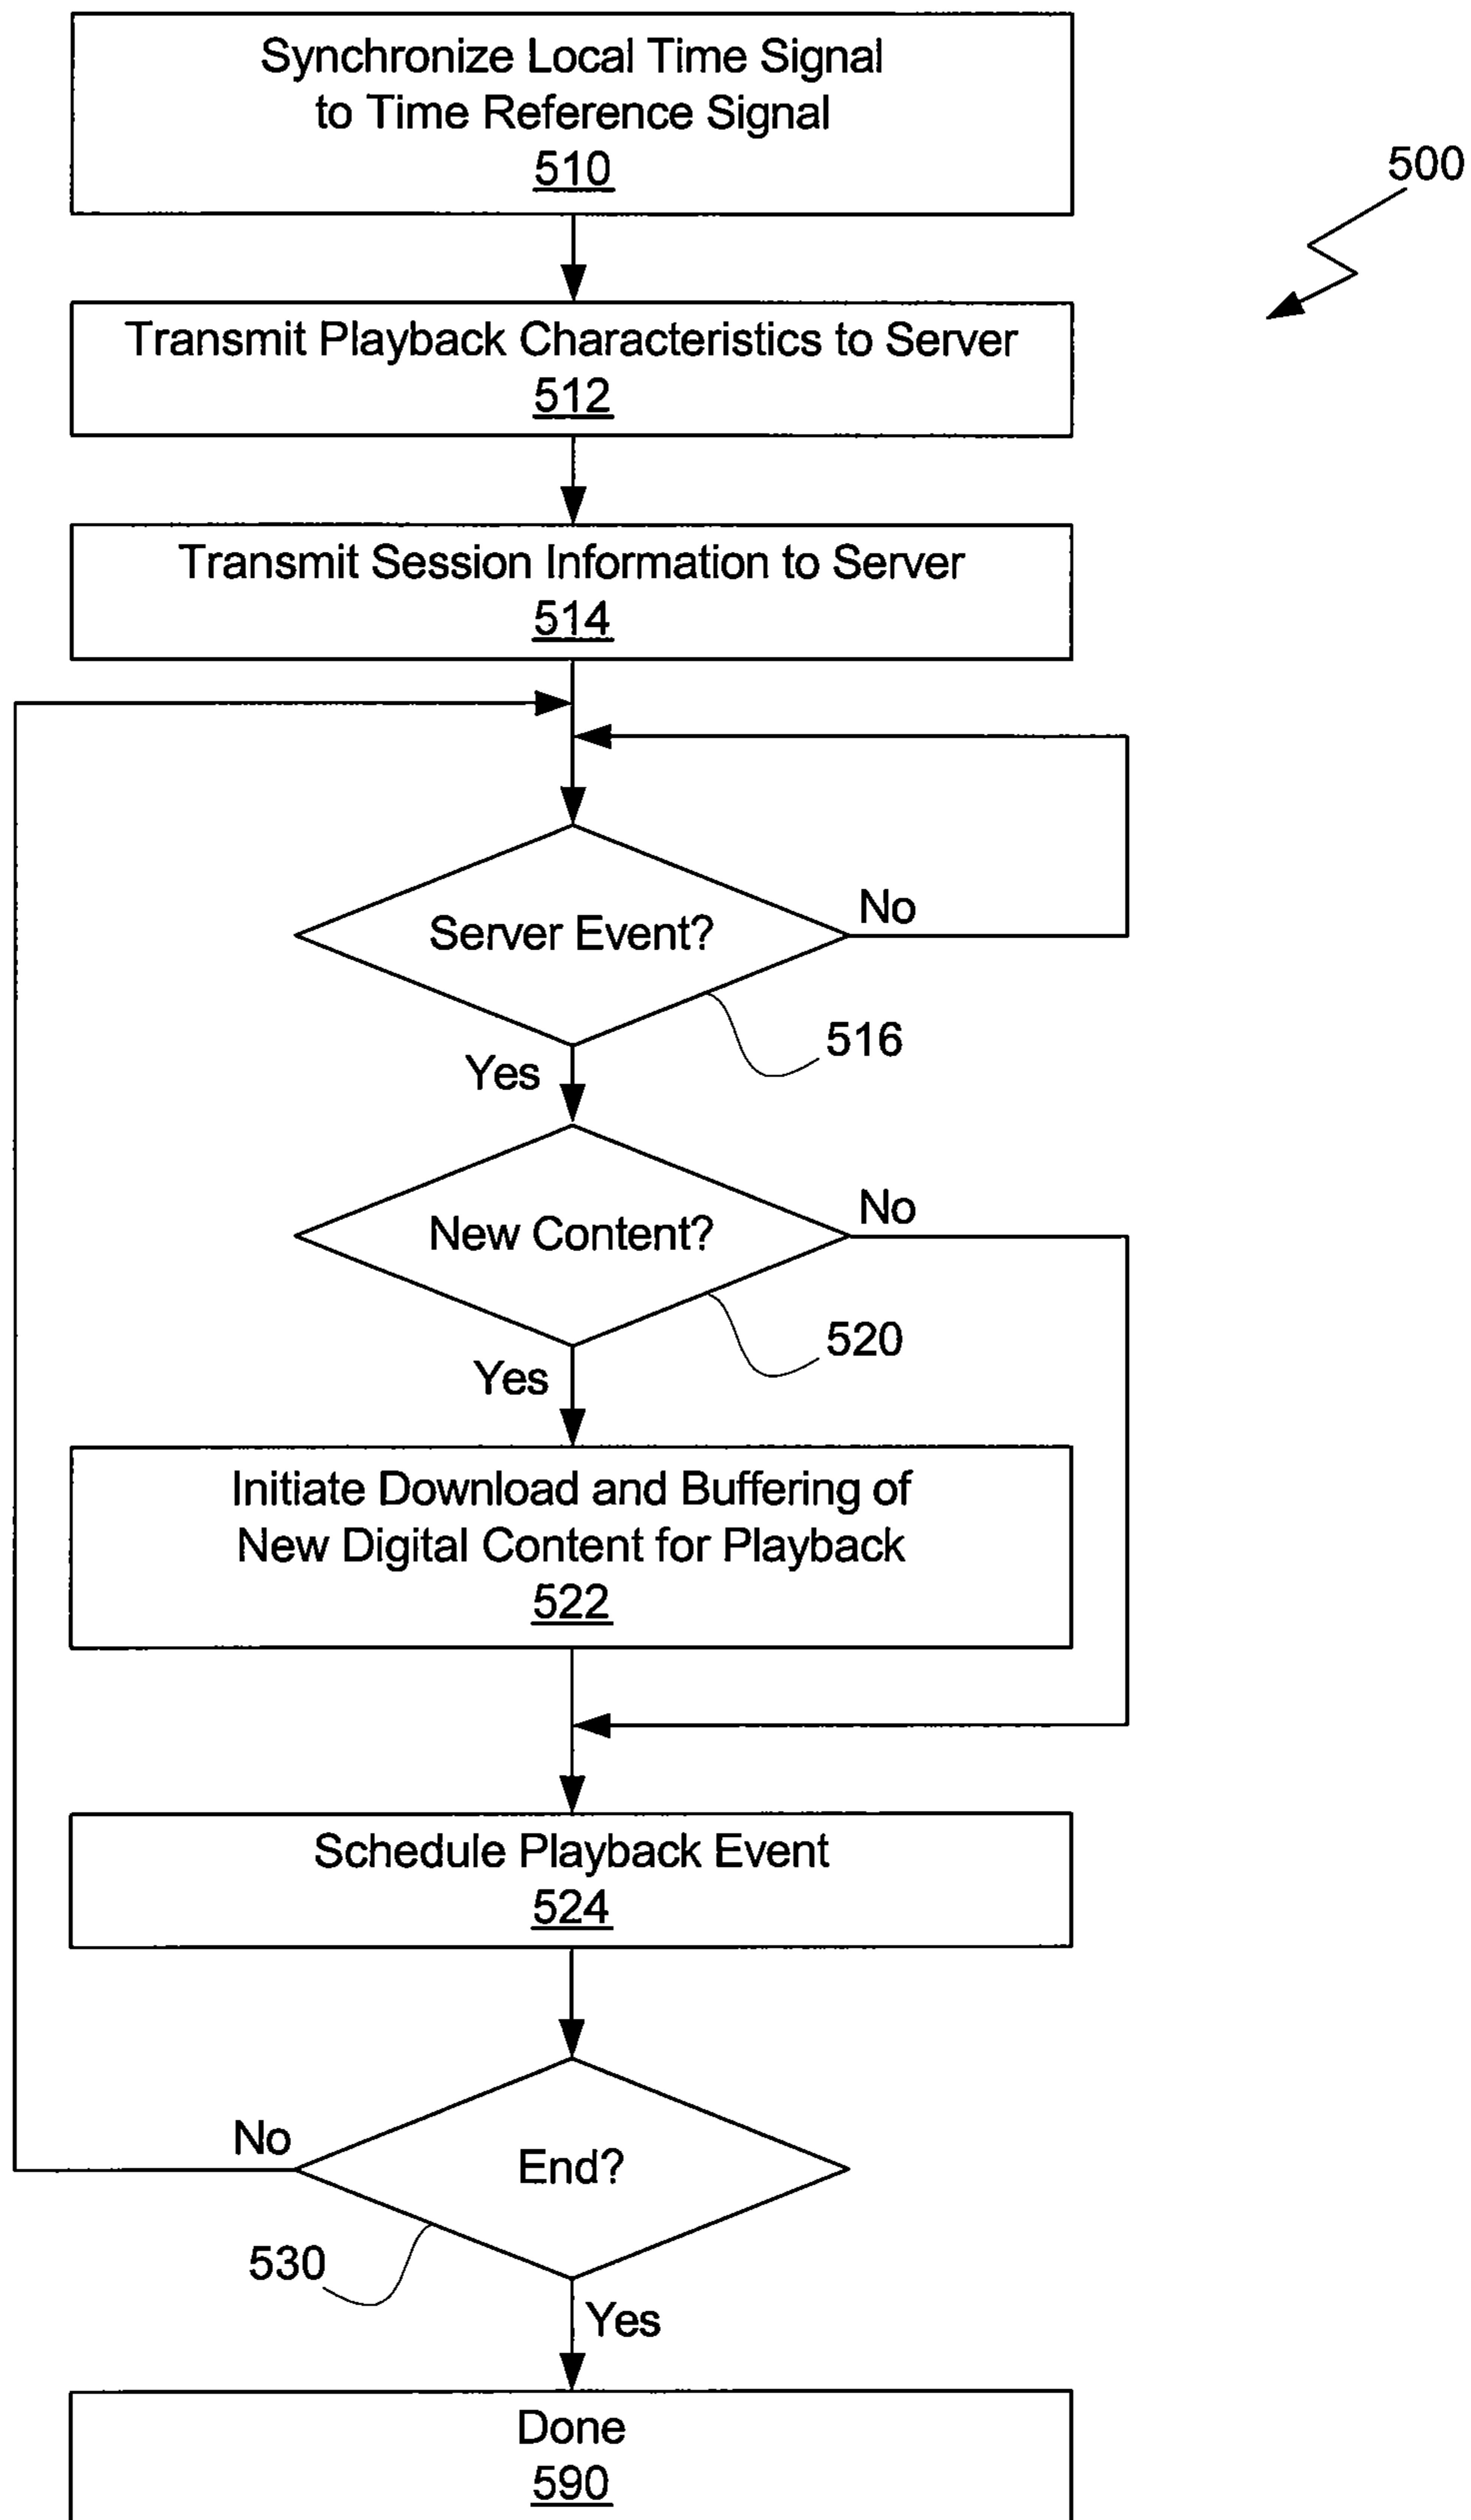 Synchronize Local Time Signal
to Time Reference Signal
510
500
Transmit Playback Characteristics to Server
512
Transmit Session Information to Server
514
Server Event?
No
516
Yes
New Content?
No
520
Yes
Initiate Download and Buffering of
New Digital Content for Playback
522
Schedule Playback Event
524
No
End?
530
Yes
Done
590